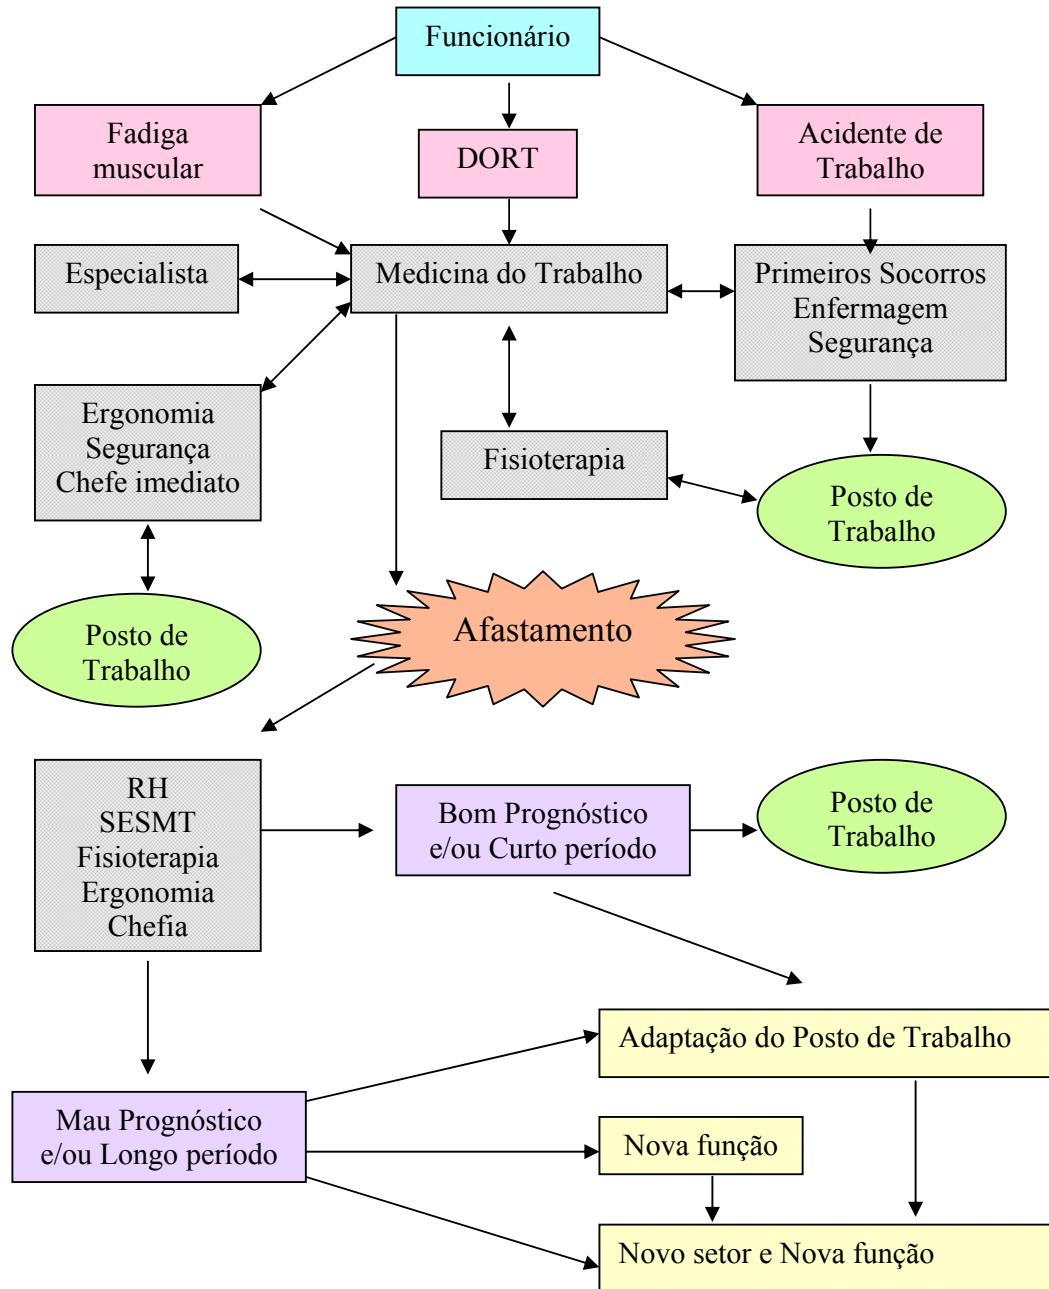 Funcionário
Fadiga
muscular
DORT
Acidente de
Trabalho
Especialista
Medicina do Trabalho
Primeiros Socorros
Enfermagem
Segurança
Ergonomia
Segurança
Chefe imediato
Fisioterapia
Posto de
Trabalho
Posto de
Trabalho
Afastamento
RH
SESMT
Fisioterapia
Ergonomia
Chefia
Bom Prognóstico
e/ou Curto período
Posto de
Trabalho
Adaptação do Posto de Trabalho
Mau Prognóstico
e/ou Longo período
Nova função
Novo setor e Nova função